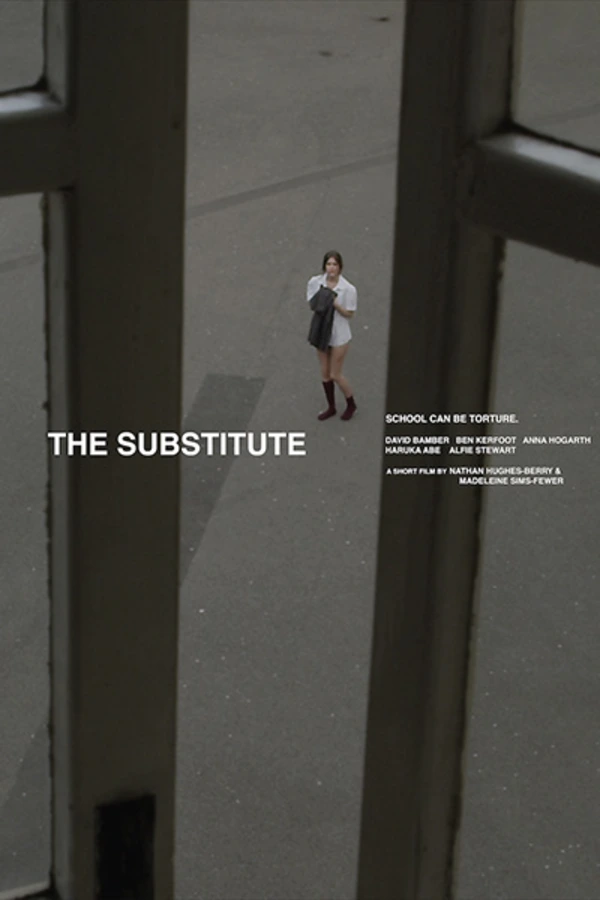 THE SUBSTITUTE
SCHOOL CAN BE TORTURE.
DAVID BAMBER BEN KERFOOT ANNA HOGARTH
HARUKA ABE ALFIE STEWART
A SHORT FILM BY NATHAN HUGHES-BERRY &
MADELEINE SIMS-FEWER